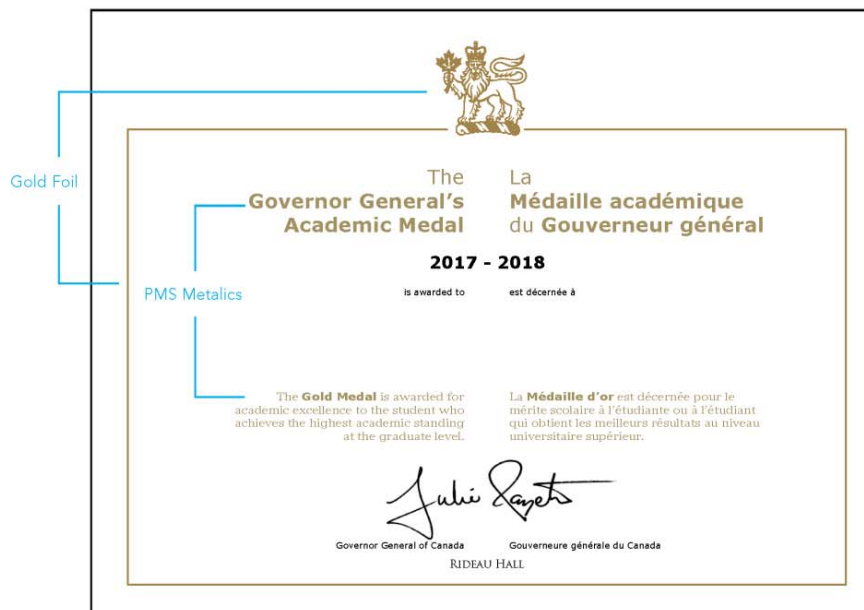 Gold Foil
PMS Metalics
The
Governor General's
Academic Medal
La
Médaille académique
du Gouverneur général
2017 - 2018
is awarded to
est décernée à
The Gold Medal is awarded for
academic excellence to the student who
achieves the highest academic standing
at the graduate level.
La Médaille d'or est décernée pour le
mérite scolaire à l'étudiante ou à l'étudiant
qui obtient les meilleurs résultats au niveau
universitaire supérieur.
Julie Payette
Governor General of Canada
Gouverneure générale du Canada
RIDEAU HALL